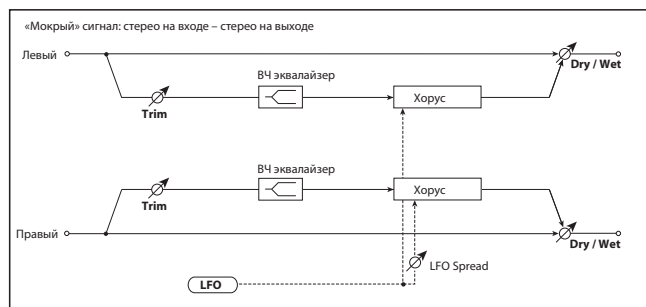 «Мокрый» сигнал: стерео на входе – стерео на выходе
Левый
Dry / Wet
ВЧ эквалайзер
Хорус
Trim
ВЧ эквалайзер
Хорус
Trim
Правый
Dry / Wet
LFO Spread
LFO